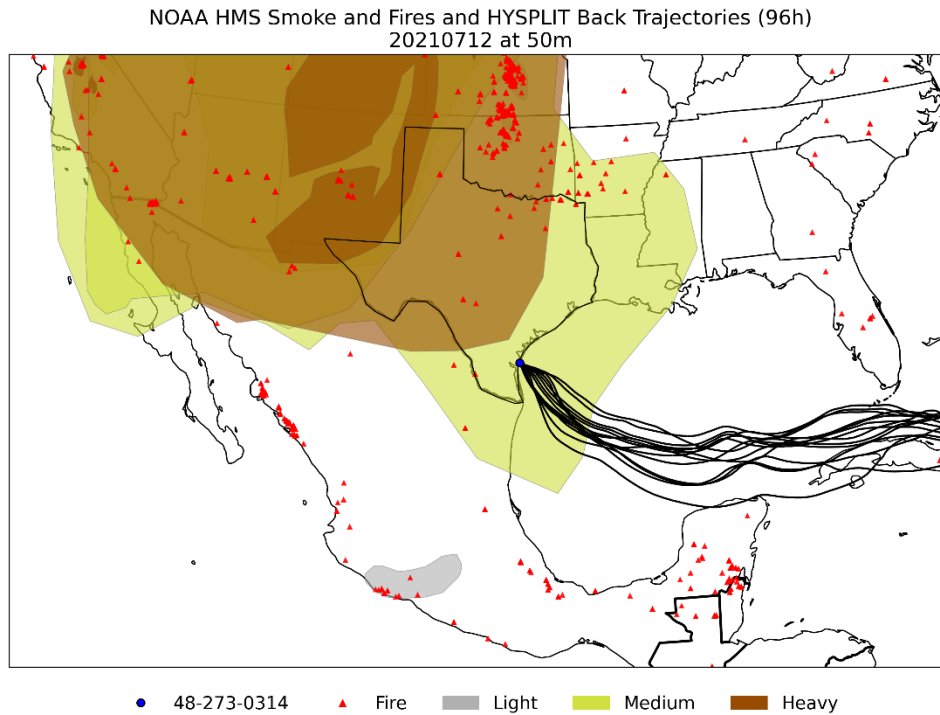 NOAA HMS Smoke and Fires and HYSPLIT Back Trajectories (96h)
20210712 at 50m
48-273-0314 Fire Light Medium Heavy